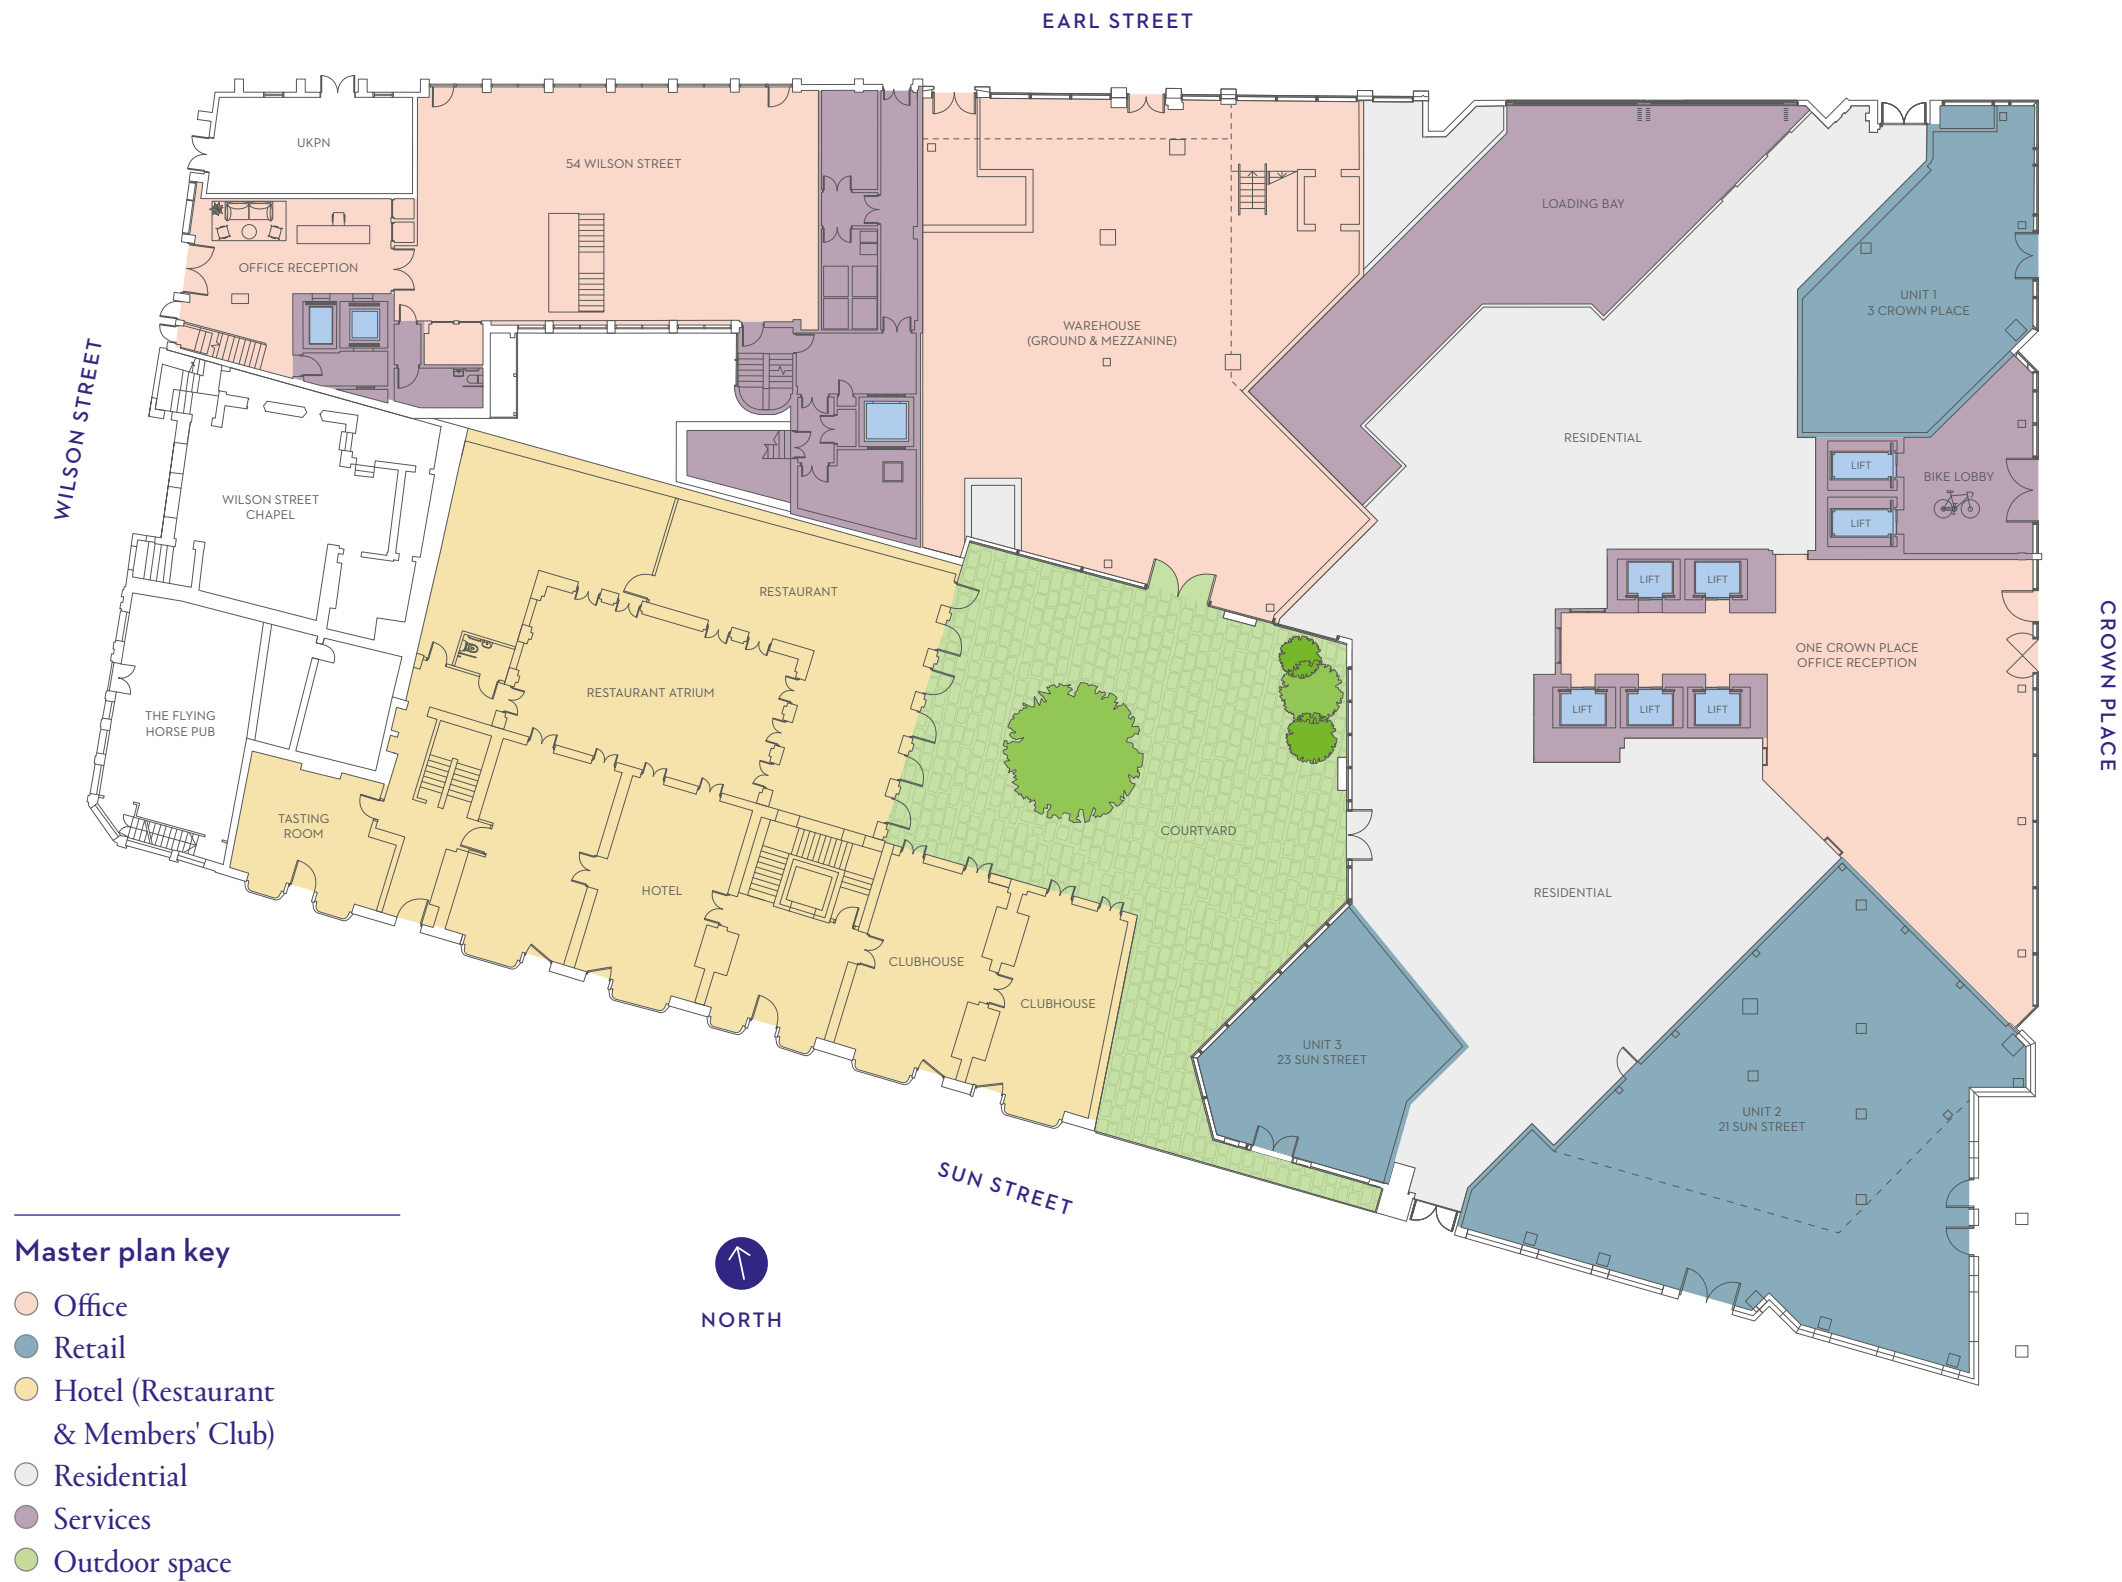 EARL STREET
UKPN
54 WILSON STREET
LOADING BAY
OFFICE RECEPTION
UNIT 1
3 CROWN PLACE
WAREHOUSE
(GROUND & MEZZANINE)
WILSON STREET
RESIDENTIAL
LIFT
BIKE LOBBY
LIFT
WILSON STREET
CHAPEL
RESTAURANT
LIFT
LIFT
ONE CROWN PLACE
OFFICE RECEPTION
CROWN PLACE
RESTAURANT ATRIUM
LIFT
LIFT
LIFT
THE FLYING
HORSE PUB
TASTING
ROOM
COURTYARD
HOTEL
RESIDENTIAL
CLUBHOUSE
CLUBHOUSE
UNIT 3
23 SUN STREET
UNIT 2
21 SUN STREET
SUN STREET
NORTH
Master plan key
Office
Retail
Hotel (Restaurant
& Members' Club)
Residential
Services
Outdoor space